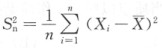 $S_n^2 = \frac{1}{n} \sum_{i=1}^{n} (X_i - \overline{X})^2$